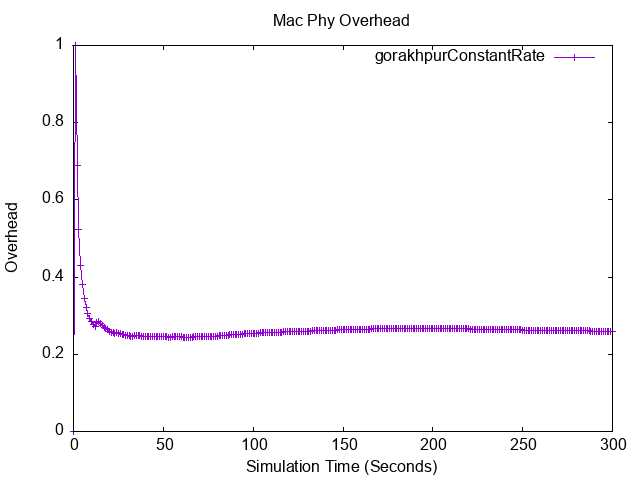 Mac Phy Overhead
gorakhpurConstantRate
1
0.8
0.6
0.4
0.2
0
Overhead
0 50 100 150 200 250 300
Simulation Time (Seconds)